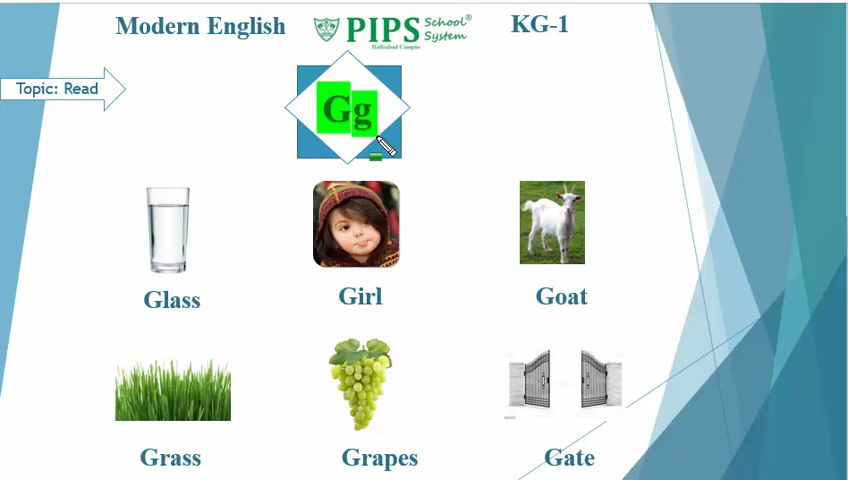 Modern English
PIPS School System®
Hafizabad Campus
KG-1
Topic: Read
Gg
Glass
Girl
Goat
Grass
Grapes
Gate